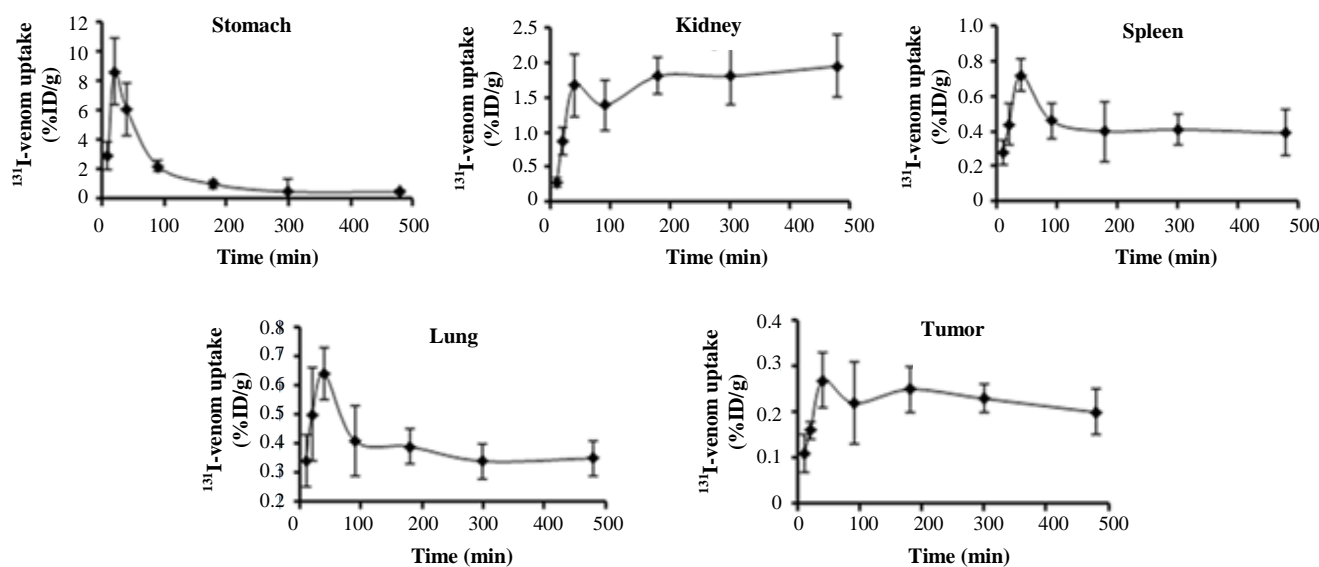 Stomach
¹³¹I-venom uptake
(%ID/g)
12
10
8
6
4
2
0
0 100 200 300 400 500
Time (min)
Kidney
¹³¹I-venom uptake
(%ID/g)
2.5
2.0
1.5
1.0
0.5
0
0 100 200 300 400 500
Time (min)
Spleen
¹³¹I-venom uptake
(%ID/g)
1.0
0.8
0.6
0.4
0.2
0
0 100 200 300 400 500
Time (min)
Lung
¹³¹I-venom uptake
(%ID/g)
0.8
0.7
0.6
0.5
0.4
0.3
0.2
0 100 200 300 400 500
Time (min)
Tumor
¹³¹I-venom uptake
(%ID/g)
0.4
0.3
0.2
0.1
0
0 100 200 300 400 500
Time (min)